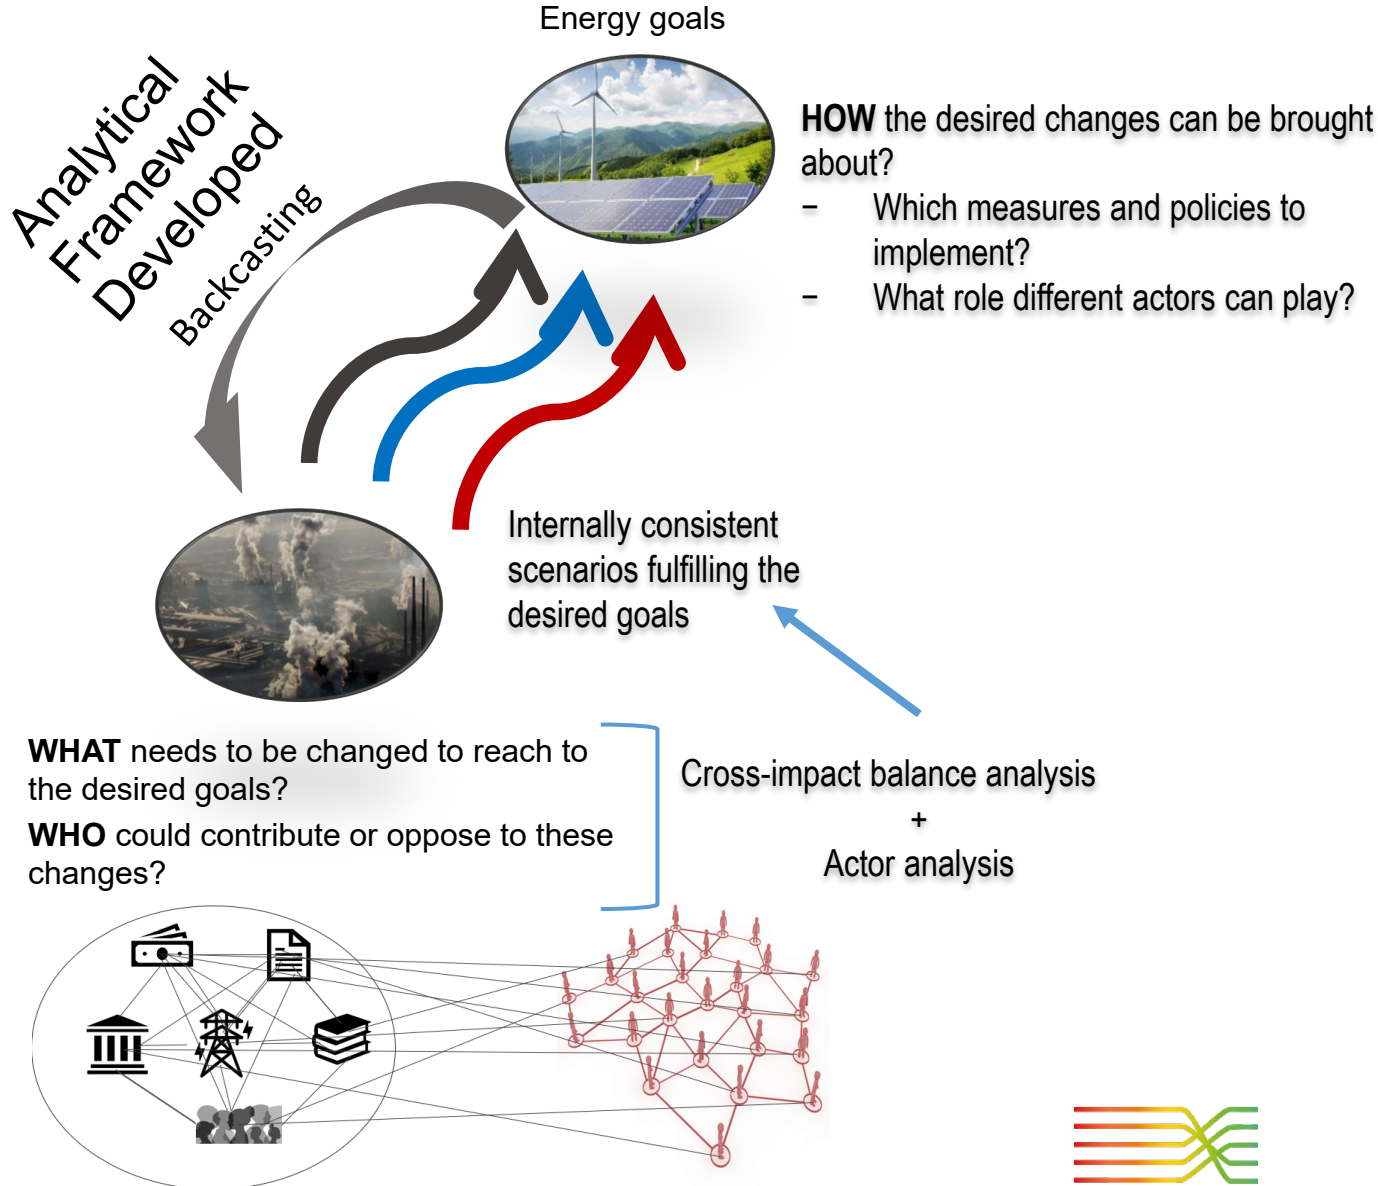 Energy goals
Analytical
Framework
Developed
Backcasting
HOW the desired changes can be brought
about?
− Which measures and policies to
implement?
− What role different actors can play?
Internally consistent
scenarios fulfilling the
desired goals
WHAT needs to be changed to reach to
the desired goals?
WHO could contribute or oppose to these
changes?
Cross-impact balance analysis
+
Actor analysis